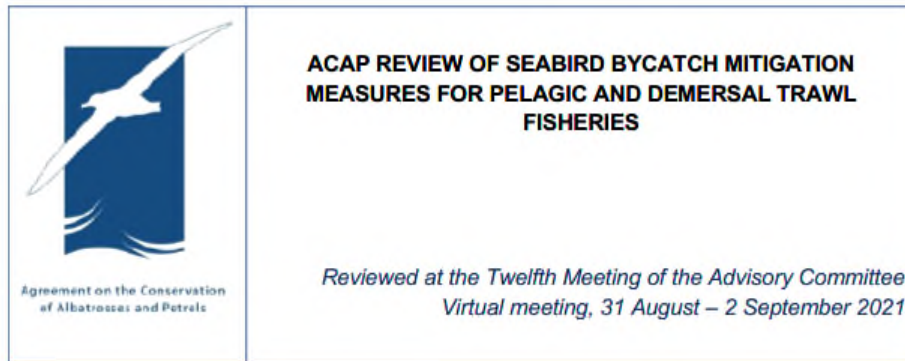 ACAP REVIEW OF SEABIRD BYCATCH MITIGATION
MEASURES FOR PELAGIC AND DEMERSAL TRAWL
FISHERIES
Reviewed at the Twelfth Meeting of the Advisory Committee
Virtual meeting, 31 August – 2 September 2021
Agreement on the Conservation
of Albatrosses and Petrels